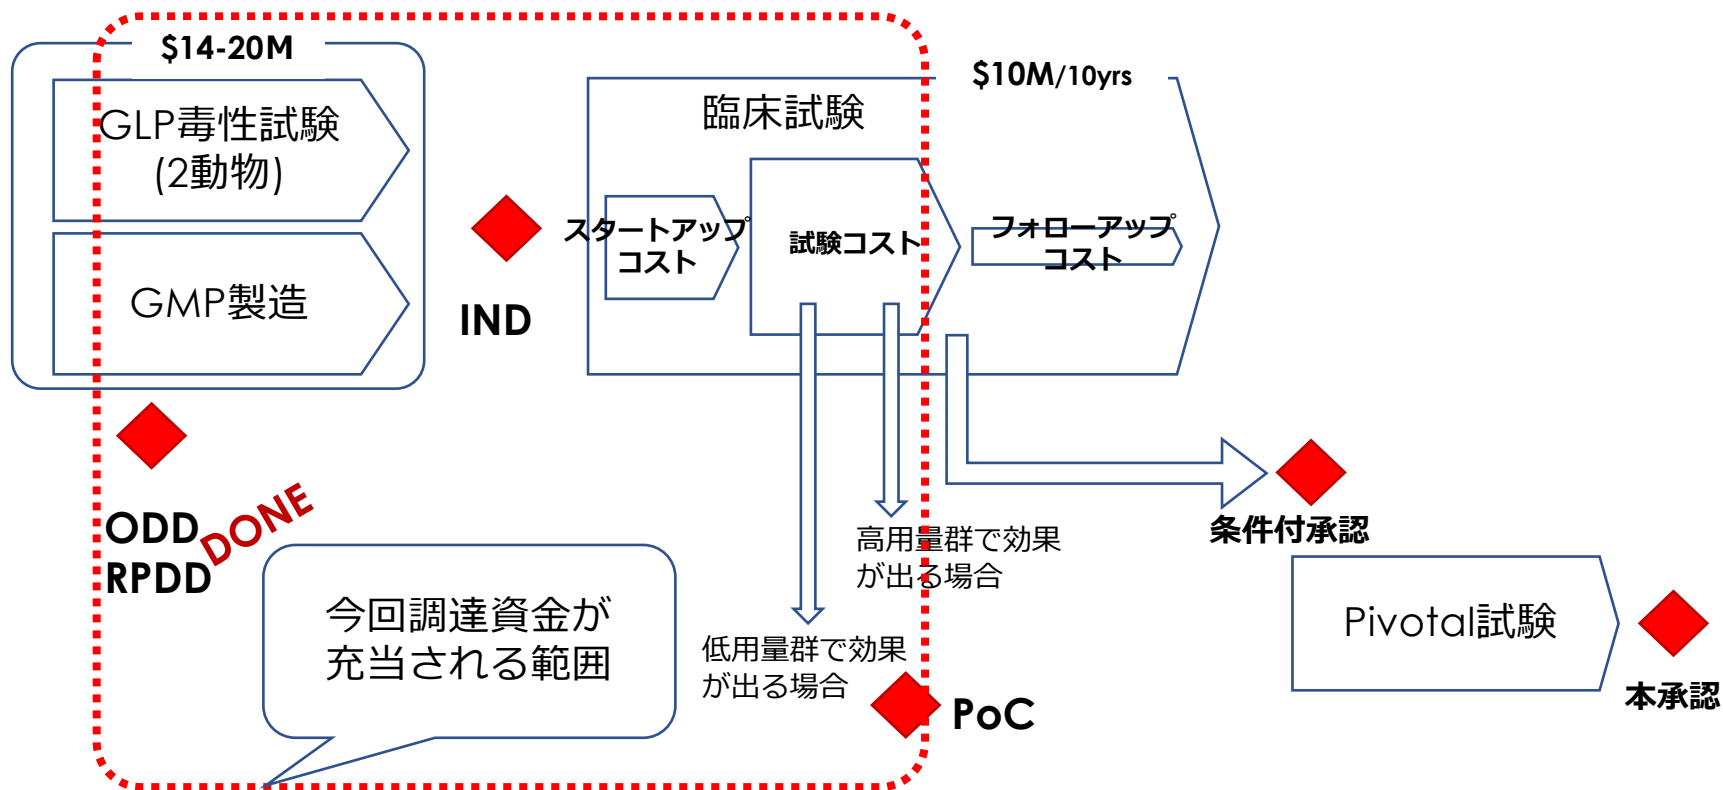 $14-20M
GLP毒性試験
(2動物)
GMP製造
IND
ODD
RPDD
DONE
今回調達資金が
充当される範囲
$10M/10yrs
臨床試験
スタートアップ
コスト
試験コスト
フォローアップ
コスト
高用量群で効果
が出る場合
低用量群で効果
が出る場合
PoC
条件付承認
Pivotal試験
本承認